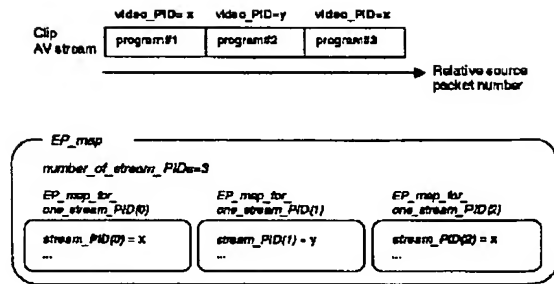 video_PID= x video_PID=y video_PID=x
Clip
AV stream
program#1 program#2 program#3
Relative source
packet number
EP_map
number_of_stream_PIDs=3
EP_map_for_
one_stream_PID(0)
EP_map_for_
one_stream_PID(1)
EP_map_for_
one_stream_PID(2)
stream_PID(0) = x
...
stream_PID(1) = y
...
stream_PID(2) = x
...